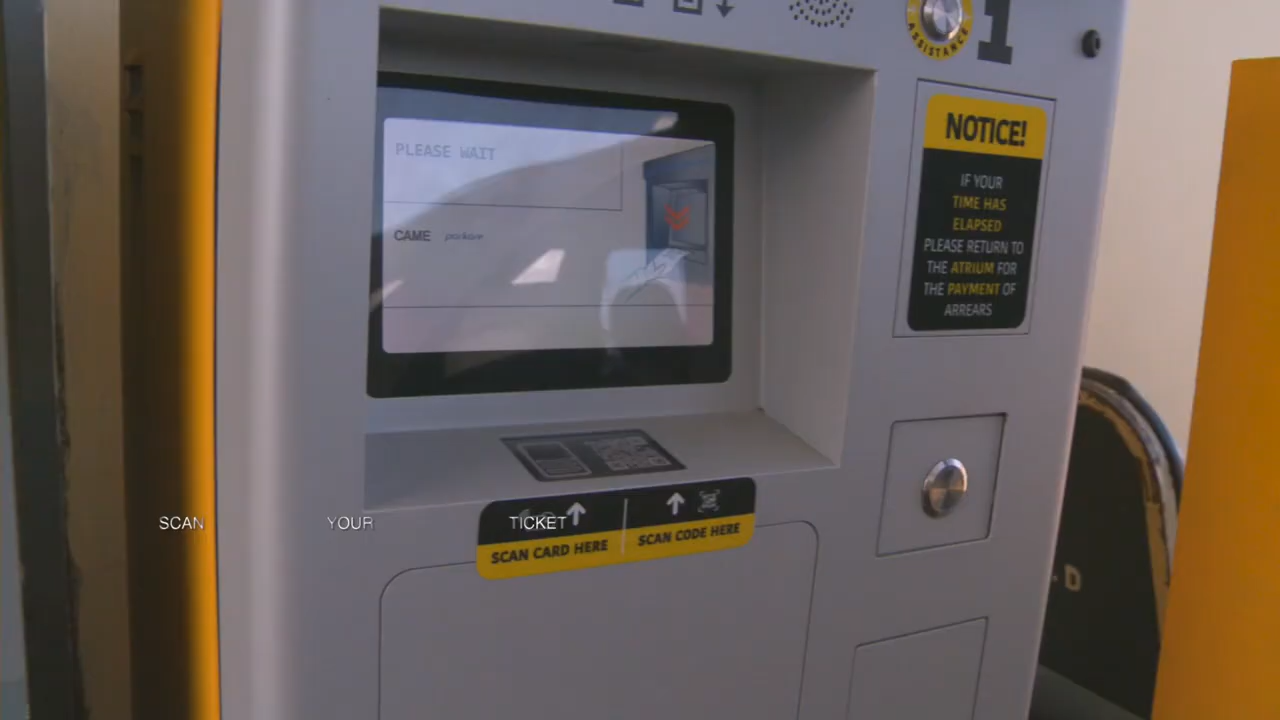 ASSISTANCE
1
PLEASE WAIT
CAME parkare
NOTICE!
IF YOUR
TIME HAS
ELAPSED
PLEASE RETURN TO
THE ATRIUM FOR
THE PAYMENT OF
ARREARS
SCAN YOUR TICKET
SCAN CARD HERE
SCAN CODE HERE
D